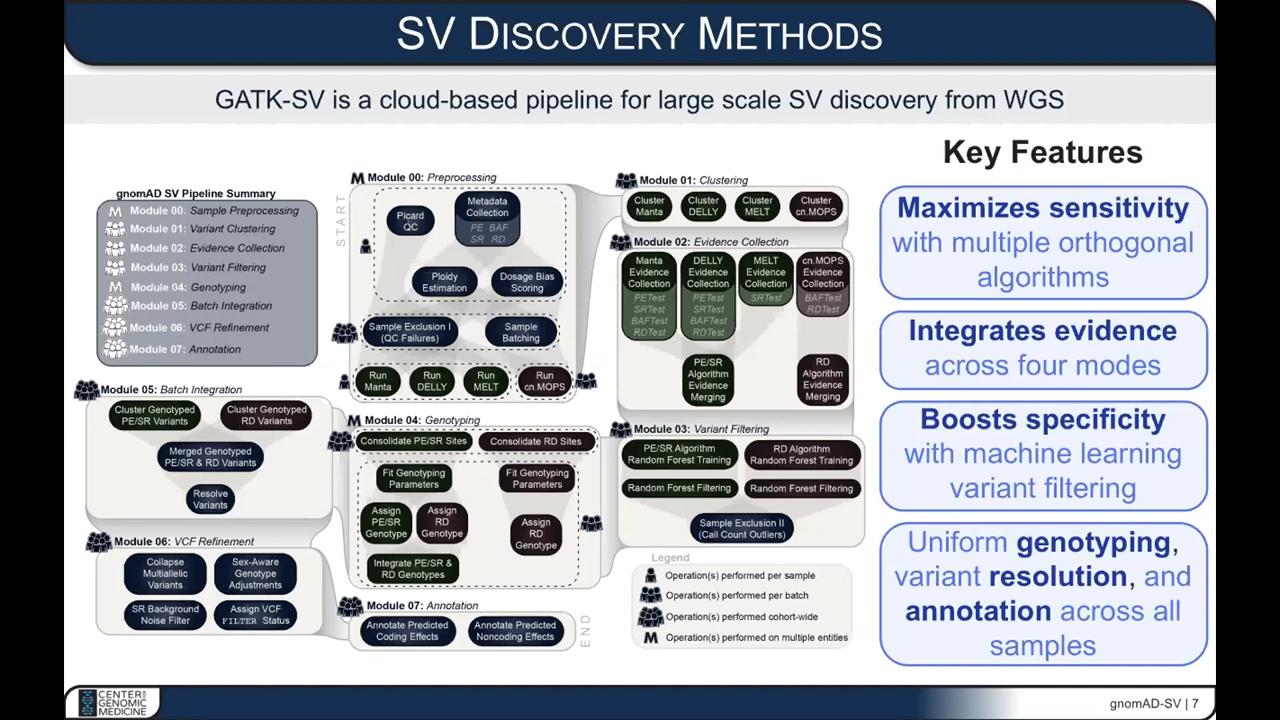 SV DISCOVERY METHODS
GATK-SV is a cloud-based pipeline for large scale SV discovery from WGS
gnomAD SV Pipeline Summary
M Module 00: Sample Preprocessing
Module 01: Variant Clustering
Module 02: Evidence Collection
Module 03: Variant Filtering
M Module 04: Genotyping
Module 05: Batch Integration
Module 06: VCF Refinement
Module 07: Annotation
START
M Module 00: Preprocessing
Picard
QC
Metadata
Collection
PE BAF
SR RD
Ploidy
Estimation
Dosage Bias
Scoring
Sample Exclusion I
(QC Failures)
Sample
Batching
Run
Manta
Run
DELLY
Run
MELT
Run
cn.MOPS
Module 01: Clustering
Cluster
Manta
Cluster
DELLY
Cluster
MELT
Cluster
cn.MOPS
Module 02: Evidence Collection
Manta
Evidence
Collection
PETest
SRTest
BAFTest
RDTest
DELLY
Evidence
Collection
PETest
SRTest
BAFTest
RDTest
MELT
Evidence
Collection
SRTest
cn.MOPS
Evidence
Collection
BAFTest
RDTest
PE/SR
Algorithm
Evidence
Merging
RD
Algorithm
Evidence
Merging
Module 03: Variant Filtering
PE/SR Algorithm
Random Forest Training
RD Algorithm
Random Forest Training
Random Forest Filtering
Random Forest Filtering
Sample Exclusion II
(Call Count Outliers)
M Module 04: Genotyping
Consolidate PE/SR Sites
Consolidate RD Sites
Fit Genotyping
Parameters
Fit Genotyping
Parameters
Assign
PE/SR
Genotype
Assign
RD
Genotype
Assign
RD
Genotype
Integrate PE/SR &
RD Genotypes
Module 05: Batch Integration
Cluster Genotyped
PE/SR Variants
Cluster Genotyped
RD Variants
Merged Genotyped
PE/SR & RD Variants
Resolve
Variants
Module 06: VCF Refinement
Collapse
Multiallelic
Variants
Sex-Aware
Genotype
Adjustments
SR Background
Noise Filter
Assign VCF
FILTER Status
Module 07: Annotation
Annotate Predicted
Coding Effects
Annotate Predicted
Noncoding Effects
END
Legend
Operation(s) performed per sample
Operation(s) performed per batch
Operation(s) performed cohort-wide
M Operation(s) performed on multiple entities
Key Features
Maximizes sensitivity
with multiple orthogonal
algorithms
Integrates evidence
across four modes
Boosts specificity
with machine learning
variant filtering
Uniform genotyping,
variant resolution, and
annotation across all
samples
CENTER FOR
GENOMIC
MEDICINE
gnomAD-SV | 7